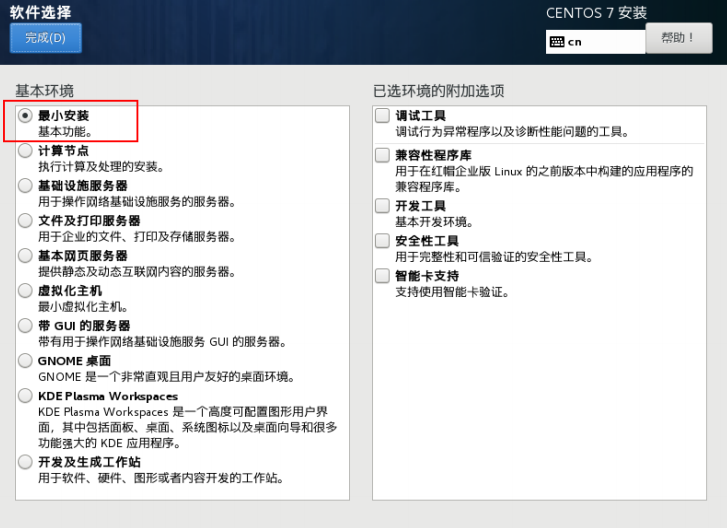 软件选择
完成(D)
CENTOS 7 安装
cn
帮助！
基本环境
最小安装
基本功能。
计算节点
执行计算及处理的安装。
基础设施服务器
用于操作网络基础设施服务的服务器。
文件及打印服务器
用于企业的文件、打印及存储服务器。
基本网页服务器
提供静态及动态互联网内容的服务器。
虚拟化主机
最小虚拟化主机。
带 GUI 的服务器
带有用于操作网络基础设施服务 GUI 的服务器。
GNOME 桌面
GNOME 是一个非常直观且用户友好的桌面环境。
KDE Plasma Workspaces
KDE Plasma Workspaces 是一个高度可配置图形用户界
面，其中包括面板、桌面、系统图标以及桌面向导和很多
功能强大的 KDE 应用程序。
开发及生成工作站
用于软件、硬件、图形或者内容开发的工作站。
已选环境的附加选项
调试工具
调试行为异常程序以及诊断性能问题的工具。
兼容性程序库
用于在红帽企业版 Linux 的之前版本中构建的应用程序的
兼容程序库。
开发工具
基本开发环境。
安全性工具
用于完整性和可信验证的安全性工具。
智能卡支持
支持使用智能卡验证。